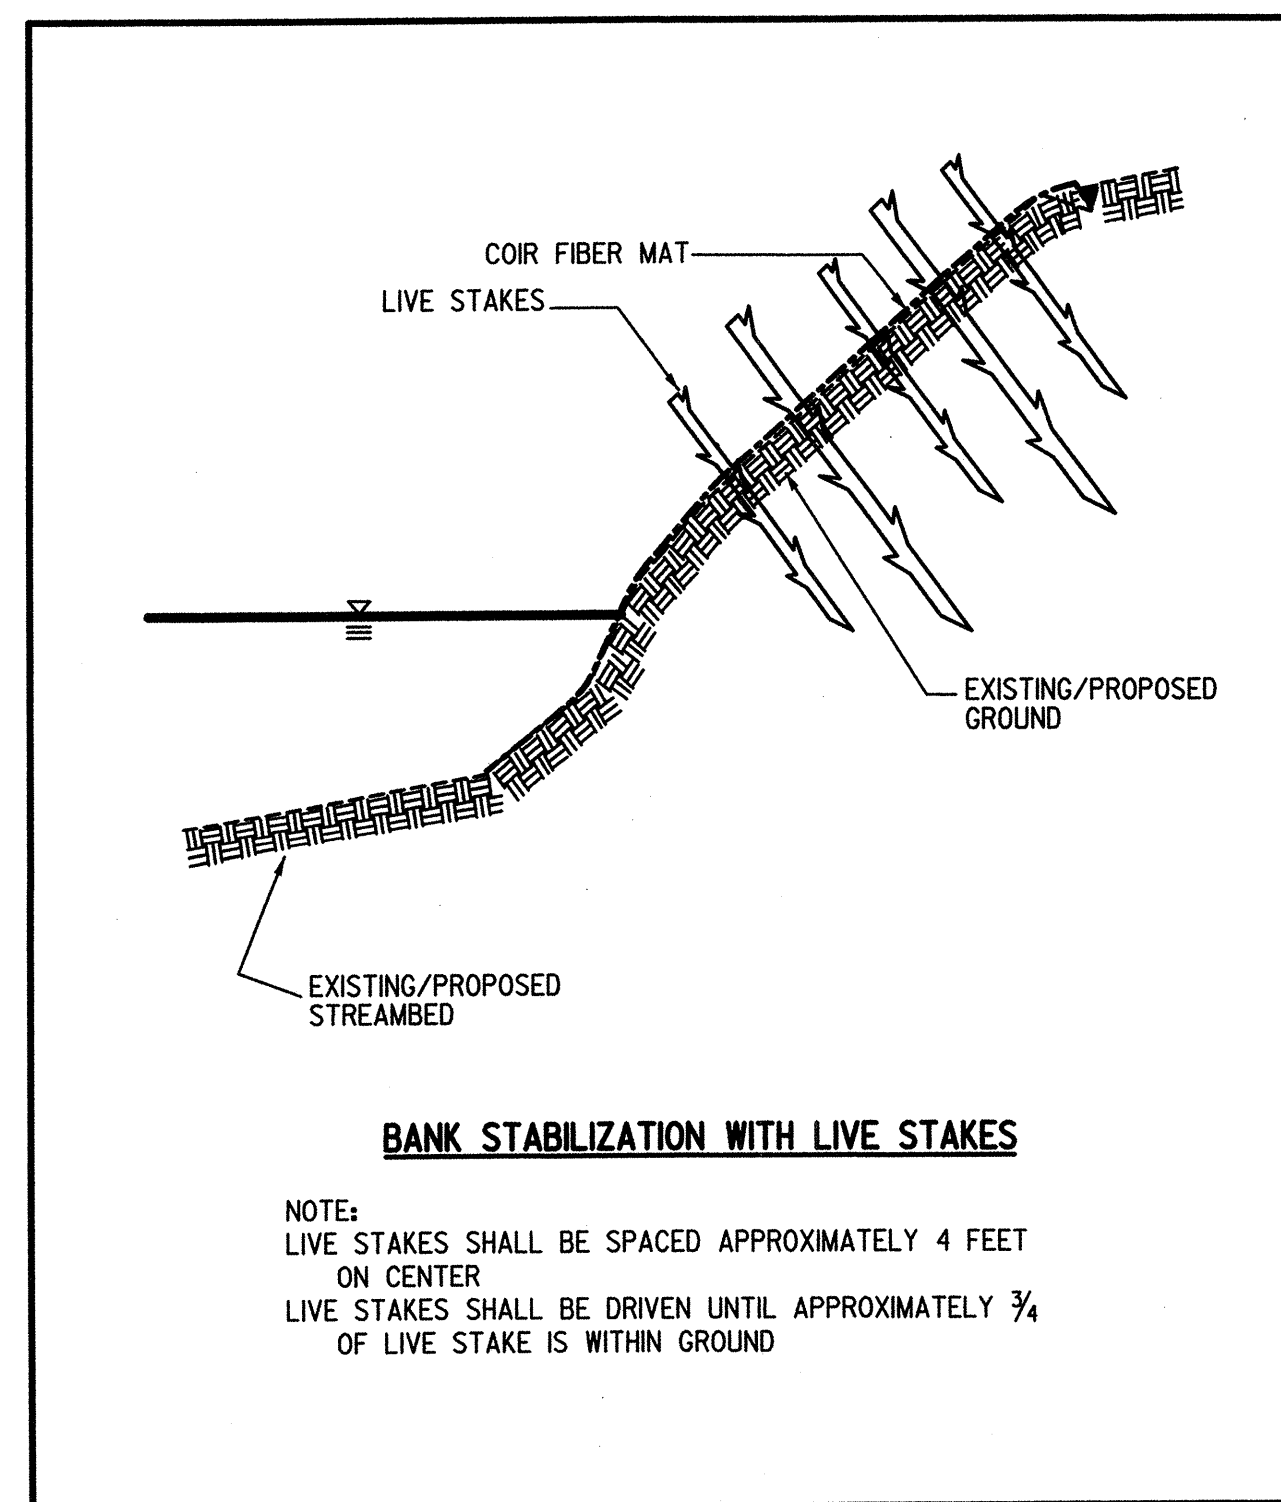 COIR FIBER MAT
LIVE STAKES
EXISTING/PROPOSED
GROUND
EXISTING/PROPOSED
STREAMBED
BANK STABILIZATION WITH LIVE STAKES
NOTE:
LIVE STAKES SHALL BE SPACED APPROXIMATELY 4 FEET
ON CENTER
LIVE STAKES SHALL BE DRIVEN UNTIL APPROXIMATELY ¾
OF LIVE STAKE IS WITHIN GROUND